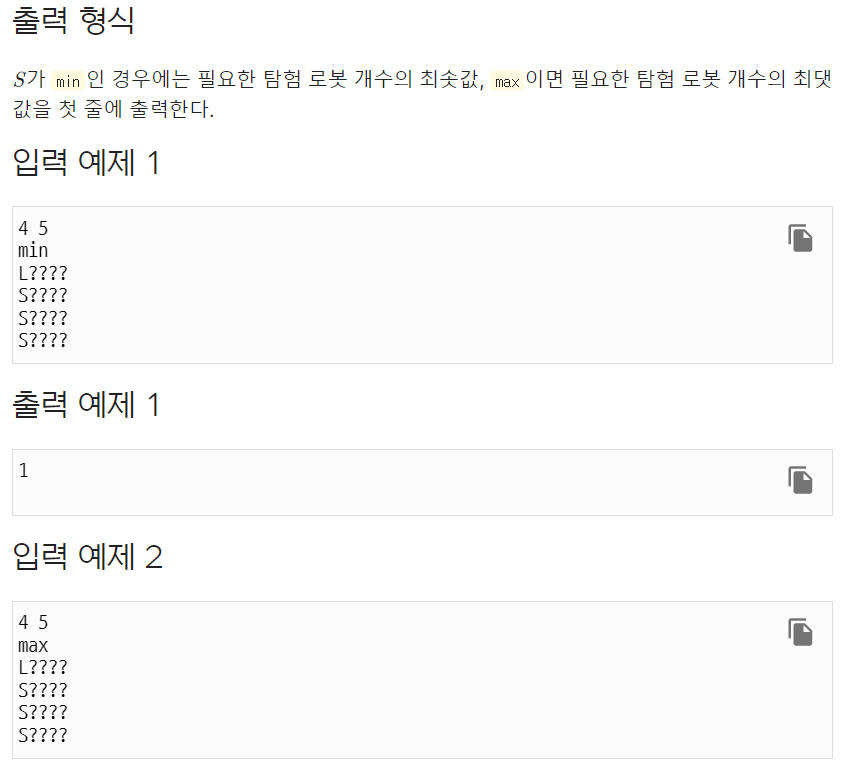 출력 형식
S가 min 인 경우에는 필요한 탐험 로봇 개수의 최솟값, max 이면 필요한 탐험 로봇 개수의 최댓
값을 첫 줄에 출력한다.
입력 예제 1
4 5
min
L????
S????
S????
S????
출력 예제 1
1
입력 예제 2
4 5
max
L????
S????
S????
S????